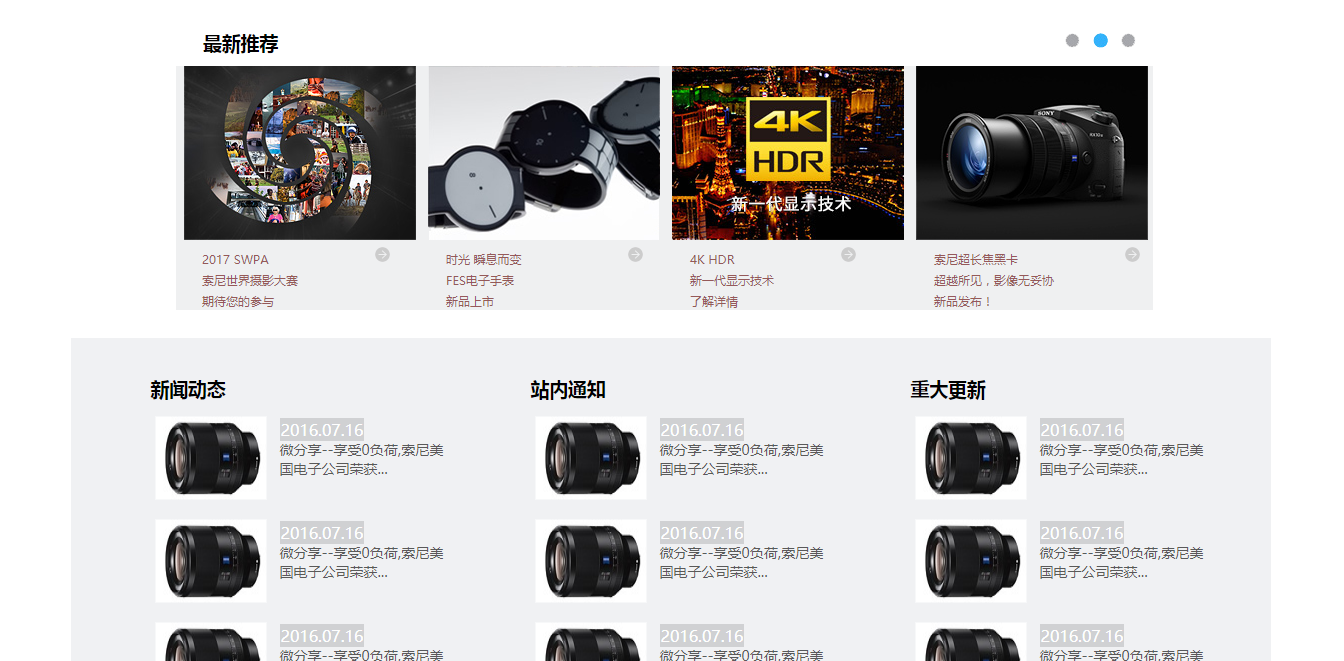 最新推荐
4K
HDR
新一代显示技术
SONY
2017 SWPA
索尼世界摄影大赛
期待您的参与
时光 瞬息而变
FES电子手表
新品上市
4K HDR
新一代显示技术
了解详情
索尼超长焦黑卡
超越所见，影像无妥协
新品发布！
新闻动态
2016.07.16
微分享--享受0负荷,索尼美
国电子公司荣获...
2016.07.16
微分享--享受0负荷,索尼美
国电子公司荣获...
2016.07.16
微分享--享受0负荷,索尼美
站内通知
2016.07.16
微分享--享受0负荷,索尼美
国电子公司荣获...
2016.07.16
微分享--享受0负荷,索尼美
国电子公司荣获...
2016.07.16
微分享--享受0负荷,索尼美
重大更新
2016.07.16
微分享--享受0负荷,索尼美
国电子公司荣获...
2016.07.16
微分享--享受0负荷,索尼美
国电子公司荣获...
2016.07.16
微分享--享受0负荷,索尼美